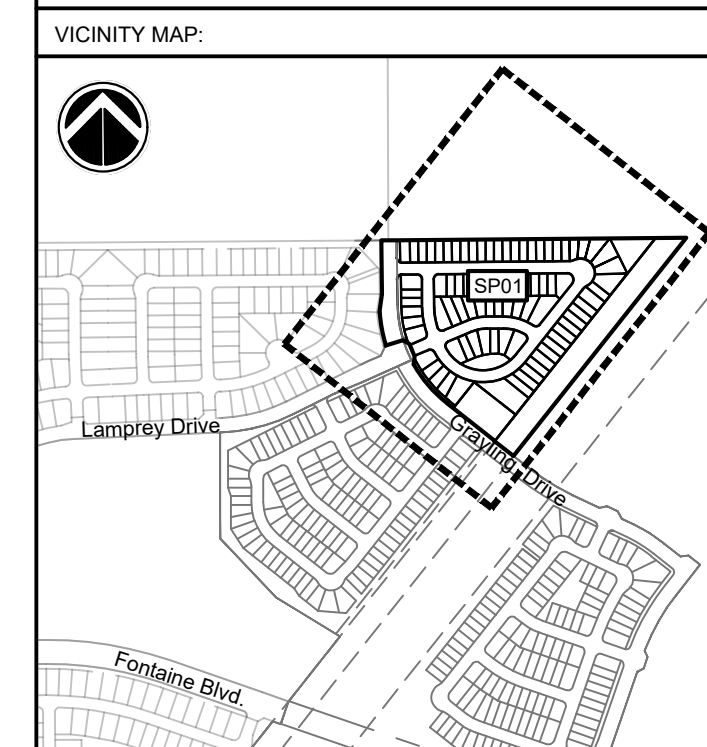 VICINITY MAP:
SP01
Lamprey Drive
Grayling Drive
Fontaine Blvd.